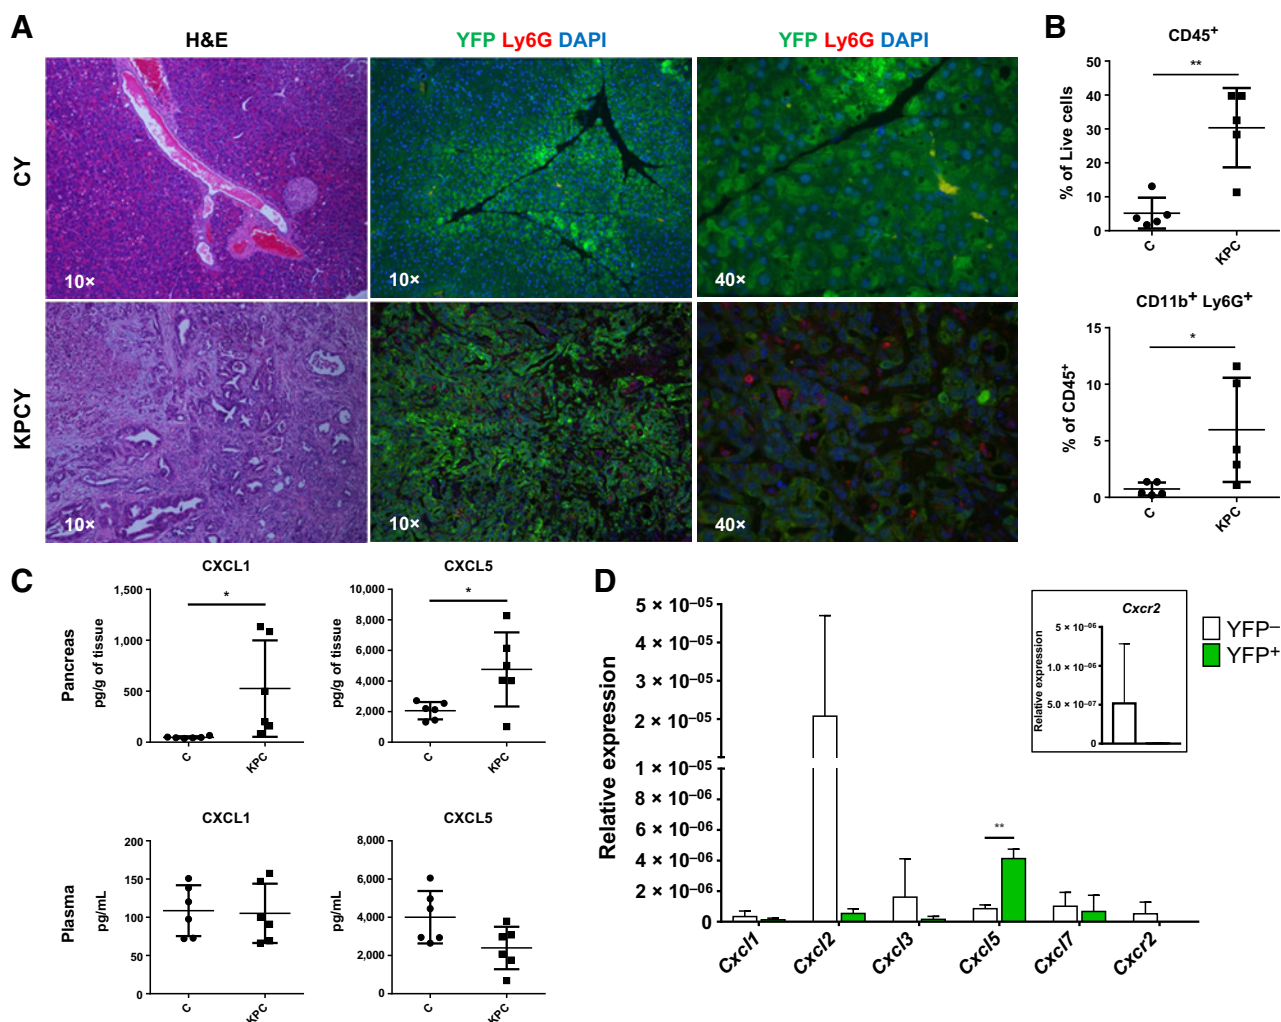 A
H&E
YFP Ly6G DAPI
YFP Ly6G DAPI
CY
10×
10×
40×
KPCY
10×
10×
40×
B
CD45⁺
**
% of Live cells
50
40
30
20
10
0
C
KPC
CD11b⁺ Ly6G⁺
*
% of CD45⁺
15
10
5
0
C
KPC
C
Pancreas
CXCL1
*
pg/g of tissue
1,500
1,000
500
0
C
KPC
CXCL5
*
pg/g of tissue
10,000
8,000
6,000
4,000
2,000
0
C
KPC
Plasma
CXCL1
pg/mL
200
150
100
50
0
C
KPC
CXCL5
pg/mL
8,000
6,000
4,000
2,000
0
C
KPC
D
Relative expression
5 × 10⁻⁰⁵
4 × 10⁻⁰⁵
3 × 10⁻⁰⁵
2 × 10⁻⁰⁵
1 × 10⁻⁰⁵
8 × 10⁻⁰⁶
6 × 10⁻⁰⁶
4 × 10⁻⁰⁶
2 × 10⁻⁰⁶
0
**
Cxcl1
Cxcl2
Cxcl3
Cxcl5
Cxcl7
Cxcr2
Cxcr2
Relative expression
5 × 10⁻⁰⁶
1.0 × 10⁻⁰⁶
5.0 × 10⁻⁰⁷
0
YFP⁻
YFP⁺